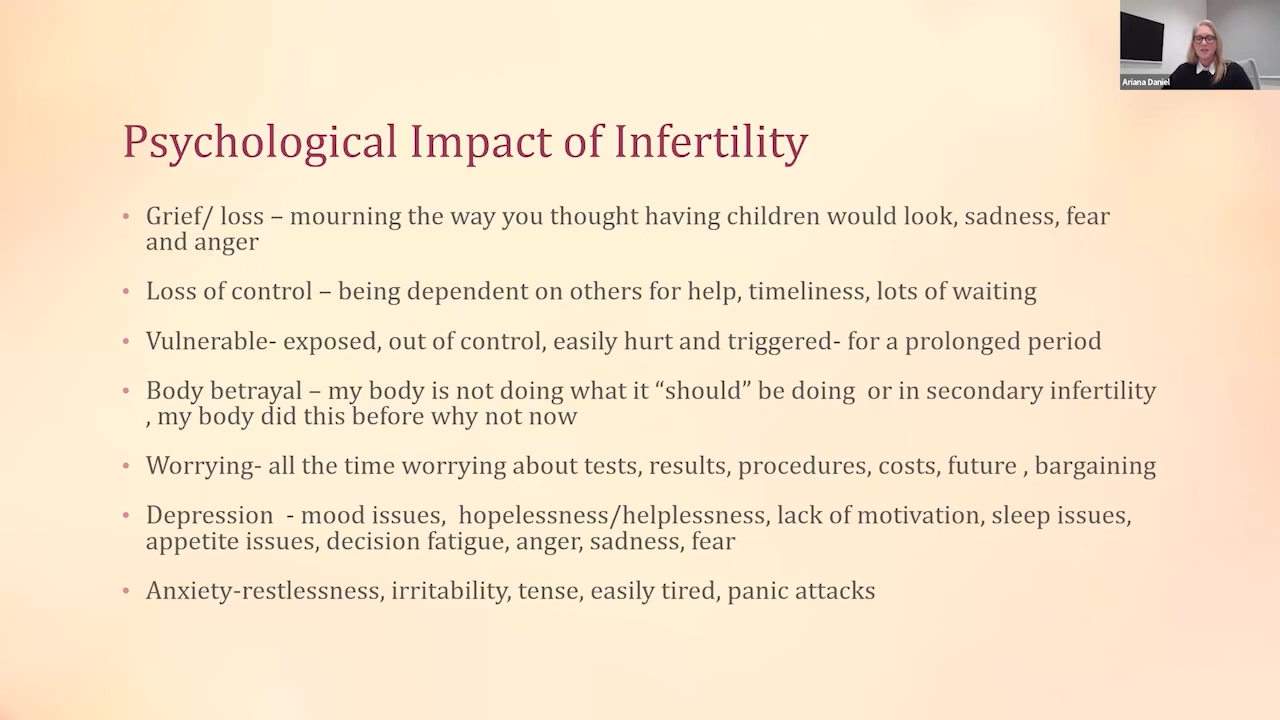 Ariana Daniel
Psychological Impact of Infertility
• Grief/ loss – mourning the way you thought having children would look, sadness, fear
and anger
• Loss of control – being dependent on others for help, timeliness, lots of waiting
• Vulnerable- exposed, out of control, easily hurt and triggered- for a prolonged period
• Body betrayal – my body is not doing what it “should” be doing  or in secondary infertility
, my body did this before why not now
• Worrying- all the time worrying about tests, results, procedures, costs, future , bargaining
• Depression  - mood issues,  hopelessness/helplessness, lack of motivation, sleep issues,
appetite issues, decision fatigue, anger, sadness, fear
• Anxiety-restlessness, irritability, tense, easily tired, panic attacks